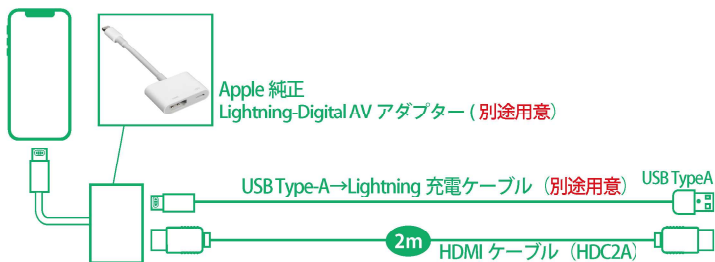 Apple 純正
Lightning-Digital AV アダプター ( 別途用意)
USB Type-A→Lightning 充電ケーブル（別途用意）
USB TypeA
2m
HDMI ケーブル（HDC2A）